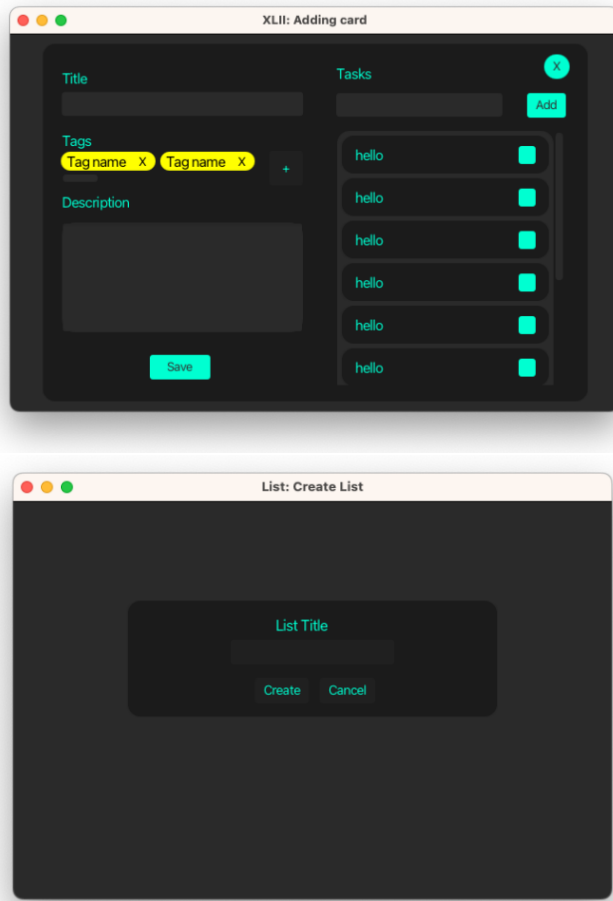 XLII: Adding card
Title
Tags
Tag name X Tag name X
+
Description
Save
Tasks
X
Add
hello
hello
hello
hello
hello
hello
List: Create List
List Title
Create Cancel